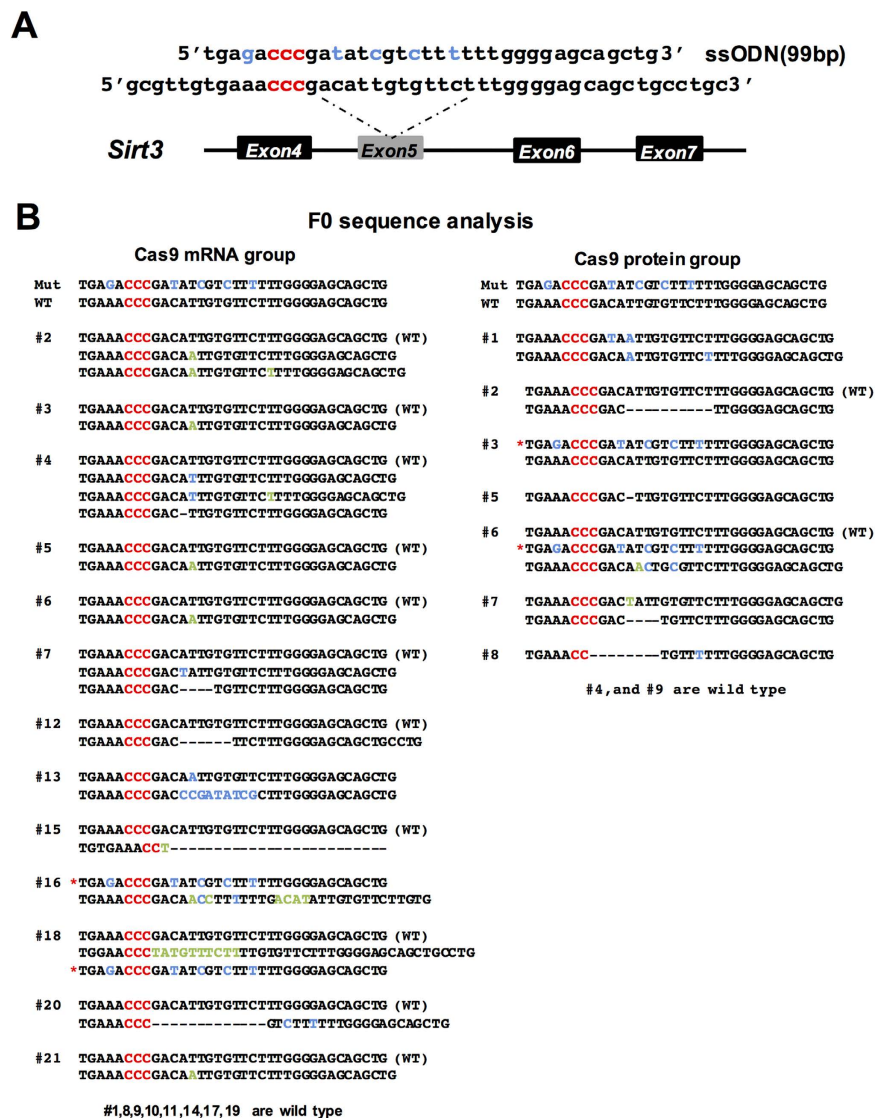 A
5'tgagacccgatatcgtctttttttggggagcagctg3' ssODN(99bp)
5'gcgttgtgaaacccgacattgtgttctttggggagcagctgcctgc3'
Sirt3 Exon4 Exon5 Exon6 Exon7
B
F0 sequence analysis
Cas9 mRNA group
Mut TGAGACCCGATATCGTCTTTTTTGGGGAGCAGCTG
WT TGAAACCCGACATTGTGTTCTTTGGGGAGCAGCTG
#2 TGAAACCCGACATTGTGTTCTTTGGGGAGCAGCTG (WT)
TGAAACCCGACAATTGTGTTCTTTGGGGAGCAGCTG
TGAAACCCGACAATTGTGTTCTTTTGGGGAGCAGCTG
#3 TGAAACCCGACATTGTGTTCTTTGGGGAGCAGCTG (WT)
TGAAACCCGACAATTGTGTTCTTTGGGGAGCAGCTG
#4 TGAAACCCGACATTGTGTTCTTTGGGGAGCAGCTG (WT)
TGAAACCCGACATTTGTGTTCTTTGGGGAGCAGCTG
TGAAACCCGACATTTGTGTTCTTTTGGGGAGCAGCTG
TGAAACCCGAC-TTGTGTTCTTTGGGGAGCAGCTG
#5 TGAAACCCGACATTGTGTTCTTTGGGGAGCAGCTG (WT)
TGAAACCCGACAATTGTGTTCTTTGGGGAGCAGCTG
#6 TGAAACCCGACATTGTGTTCTTTGGGGAGCAGCTG (WT)
TGAAACCCGACAATTGTGTTCTTTGGGGAGCAGCTG
#7 TGAAACCCGACATTGTGTTCTTTGGGGAGCAGCTG (WT)
TGAAACCCGACTATTGTGTTCTTTGGGGAGCAGCTG
TGAAACCCGAC----TGTTCTTTGGGGAGCAGCTG
#12 TGAAACCCGACATTGTGTTCTTTGGGGAGCAGCTG (WT)
TGAAACCCGAC------TTCTTTGGGGAGCAGCTGCCTG
#13 TGAAACCCGACAATTGTGTTCTTTGGGGAGCAGCTG
TGAAACCCGACCCGATATCGCTTTGGGGAGCAGCTG
#15 TGAAACCCGACATTGTGTTCTTTGGGGAGCAGCTG (WT)
TGTGAAACCT-------------------------
#16 *TGAGACCCGATATCGTCTTTTTTGGGGAGCAGCTG
TGAAACCCGACAACCTTTTTTGACATATTGTGTTCTTGTG
#18 TGAAACCCGACATTGTGTTCTTTGGGGAGCAGCTG (WT)
TGGAACCCTATGTTTCTTTTGTGTTCTTTGGGGAGCAGCTGCCTG
*TGAGACCCGATATCGTCTTTTTTGGGGAGCAGCTG
#20 TGAAACCCGACATTGTGTTCTTTGGGGAGCAGCTG (WT)
TGAAACCC-------------GTCTTTTTTGGGGAGCAGCTG
#21 TGAAACCCGACATTGTGTTCTTTGGGGAGCAGCTG (WT)
TGAAACCCGACAATTGTGTTCTTTGGGGAGCAGCTG
#1,8,9,10,11,14,17,19 are wild type
Cas9 protein group
Mut TGAGACCCGATATCGTCTTTTTTGGGGAGCAGCTG
WT TGAAACCCGACATTGTGTTCTTTGGGGAGCAGCTG
#1 TGAAACCCGATAATTGTGTTCTTTGGGGAGCAGCTG
TGAAACCCGACAATTGTGTTCTTTTGGGGAGCAGCTG
#2 TGAAACCCGACATTGTGTTCTTTGGGGAGCAGCTG (WT)
TGAAACCCGAC----------TTGGGGAGCAGCTG
#3 *TGAGACCCGATATCGTCTTTTTTGGGGAGCAGCTG
TGAAACCCGACATTGTGTTCTTTGGGGAGCAGCTG
#5 TGAAACCCGAC-TTGTGTTCTTTGGGGAGCAGCTG
#6 TGAAACCCGACATTGTGTTCTTTGGGGAGCAGCTG (WT)
*TGAGACCCGATATCGTCTTTTTTGGGGAGCAGCTG
TGAAACCCGACAAACTGCGTTCTTTGGGGAGCAGCTG
#7 TGAAACCCGACTATTGTGTTCTTTGGGGAGCAGCTG
TGAAACCCGAC----TGTTCTTTGGGGAGCAGCTG
#8 TGAAACC--------TGTTTTTTGGGGAGCAGCTG
#4,and #9 are wild type